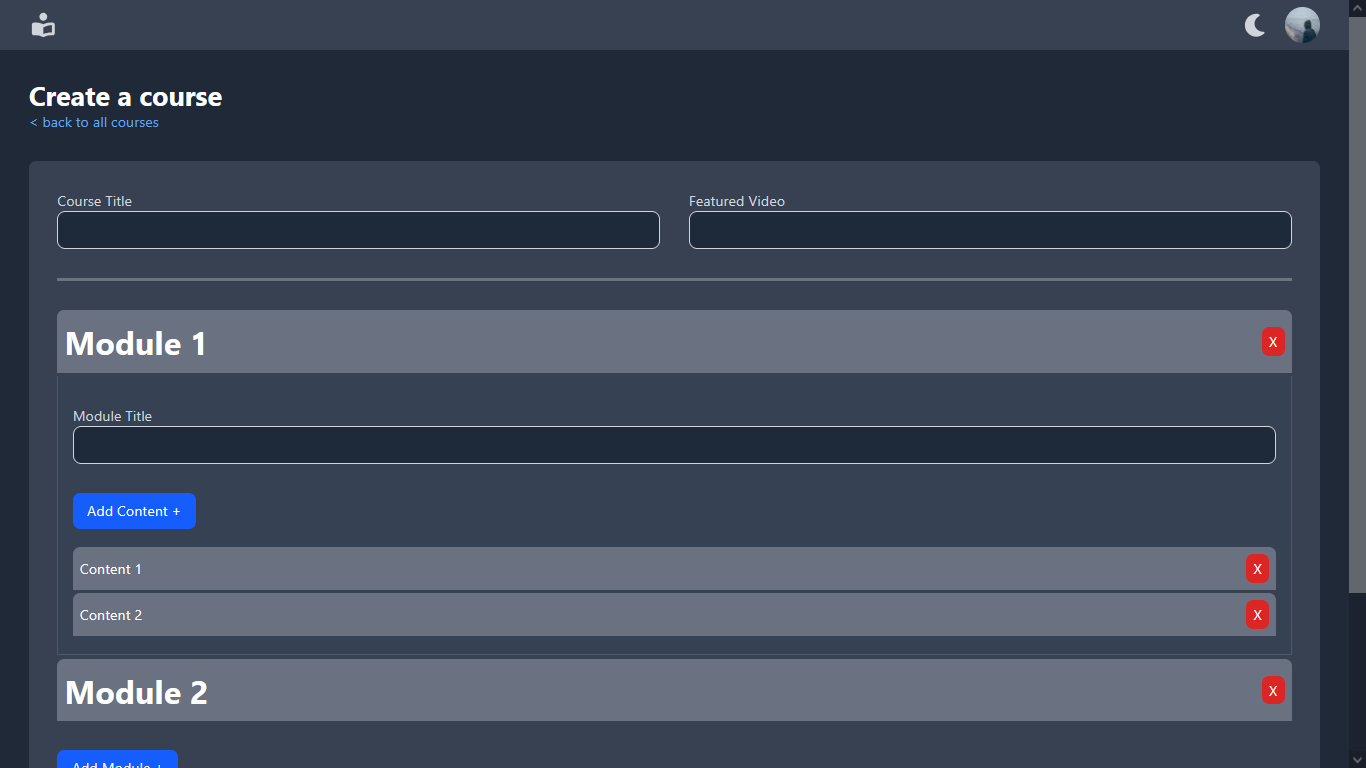 Create a course
< back to all courses
Course Title
Featured Video
Module 1
X
Module Title
Add Content +
Content 1
X
Content 2
X
Module 2
X
Add Module +